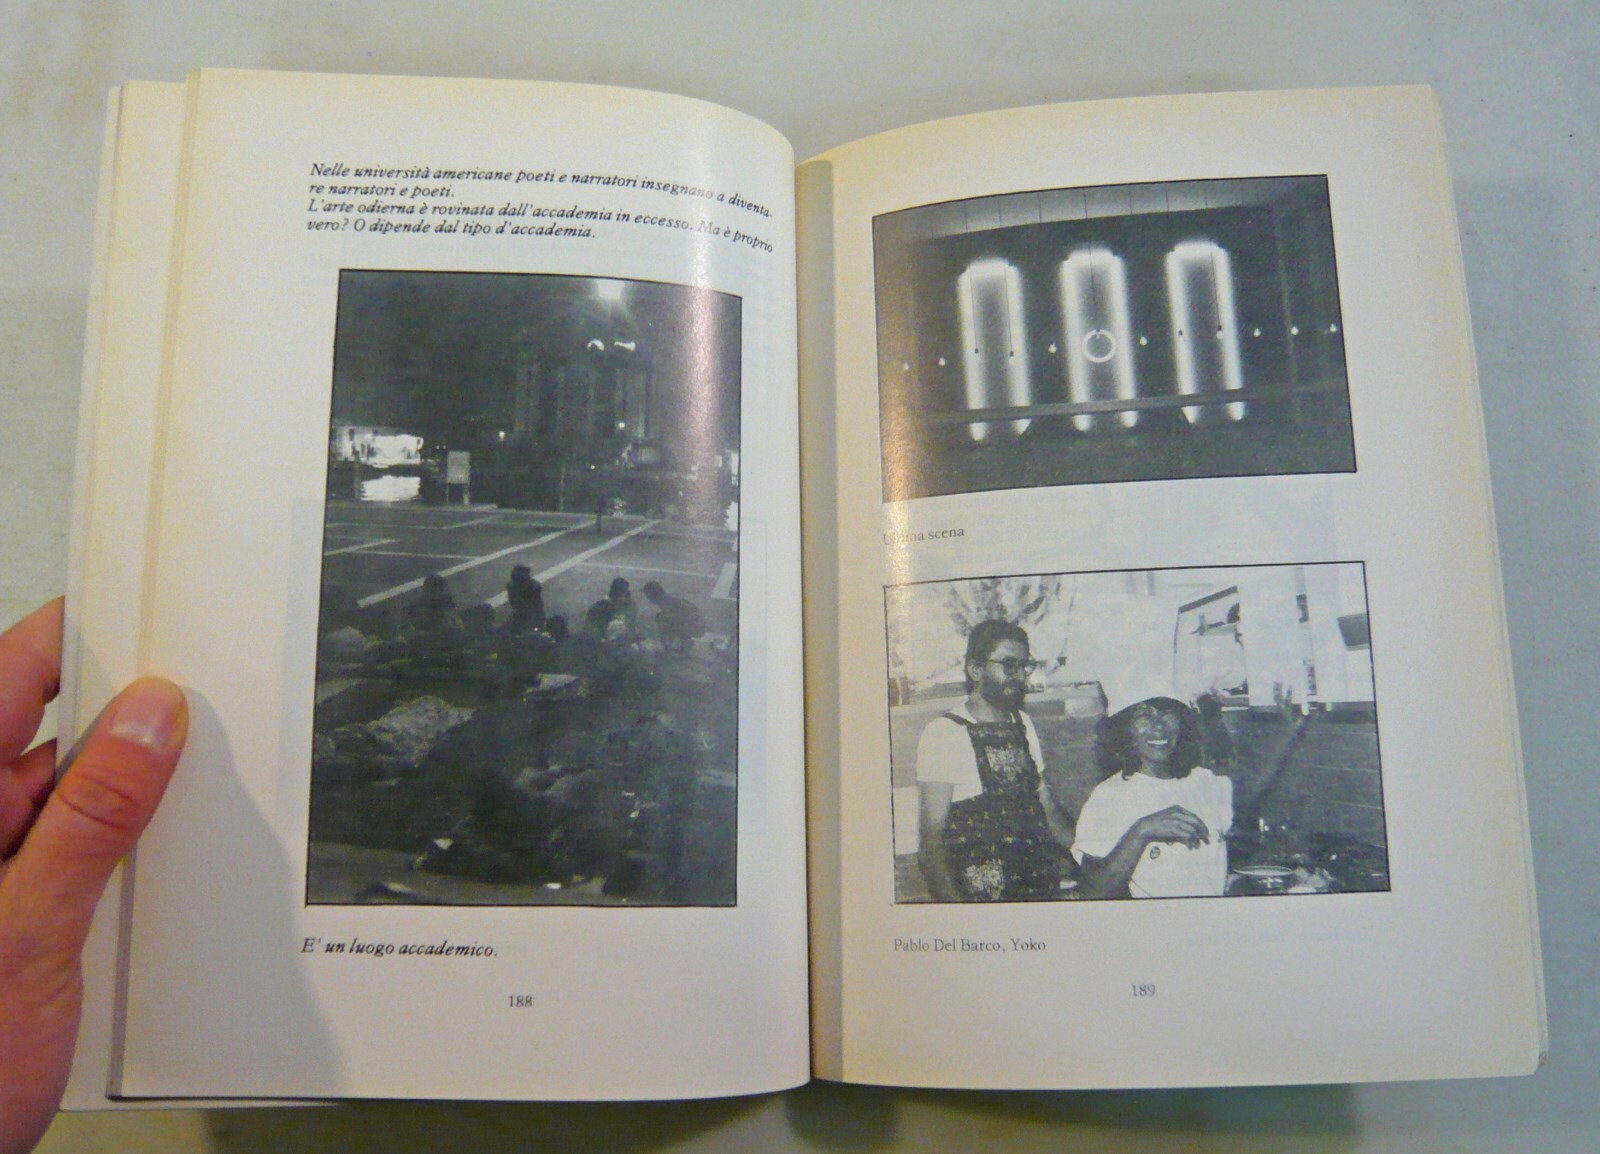 Nelle università americane poeti e narratori insegnano a diventa-
re narratori e poeti.
L'arte odierna è rovinata dall'accademia in eccesso. Ma è proprio
vero? O dipende dal tipo d'accademia.
E' un luogo accademico.
188
Ultima scena
Pablo Del Barco, Yoko
189